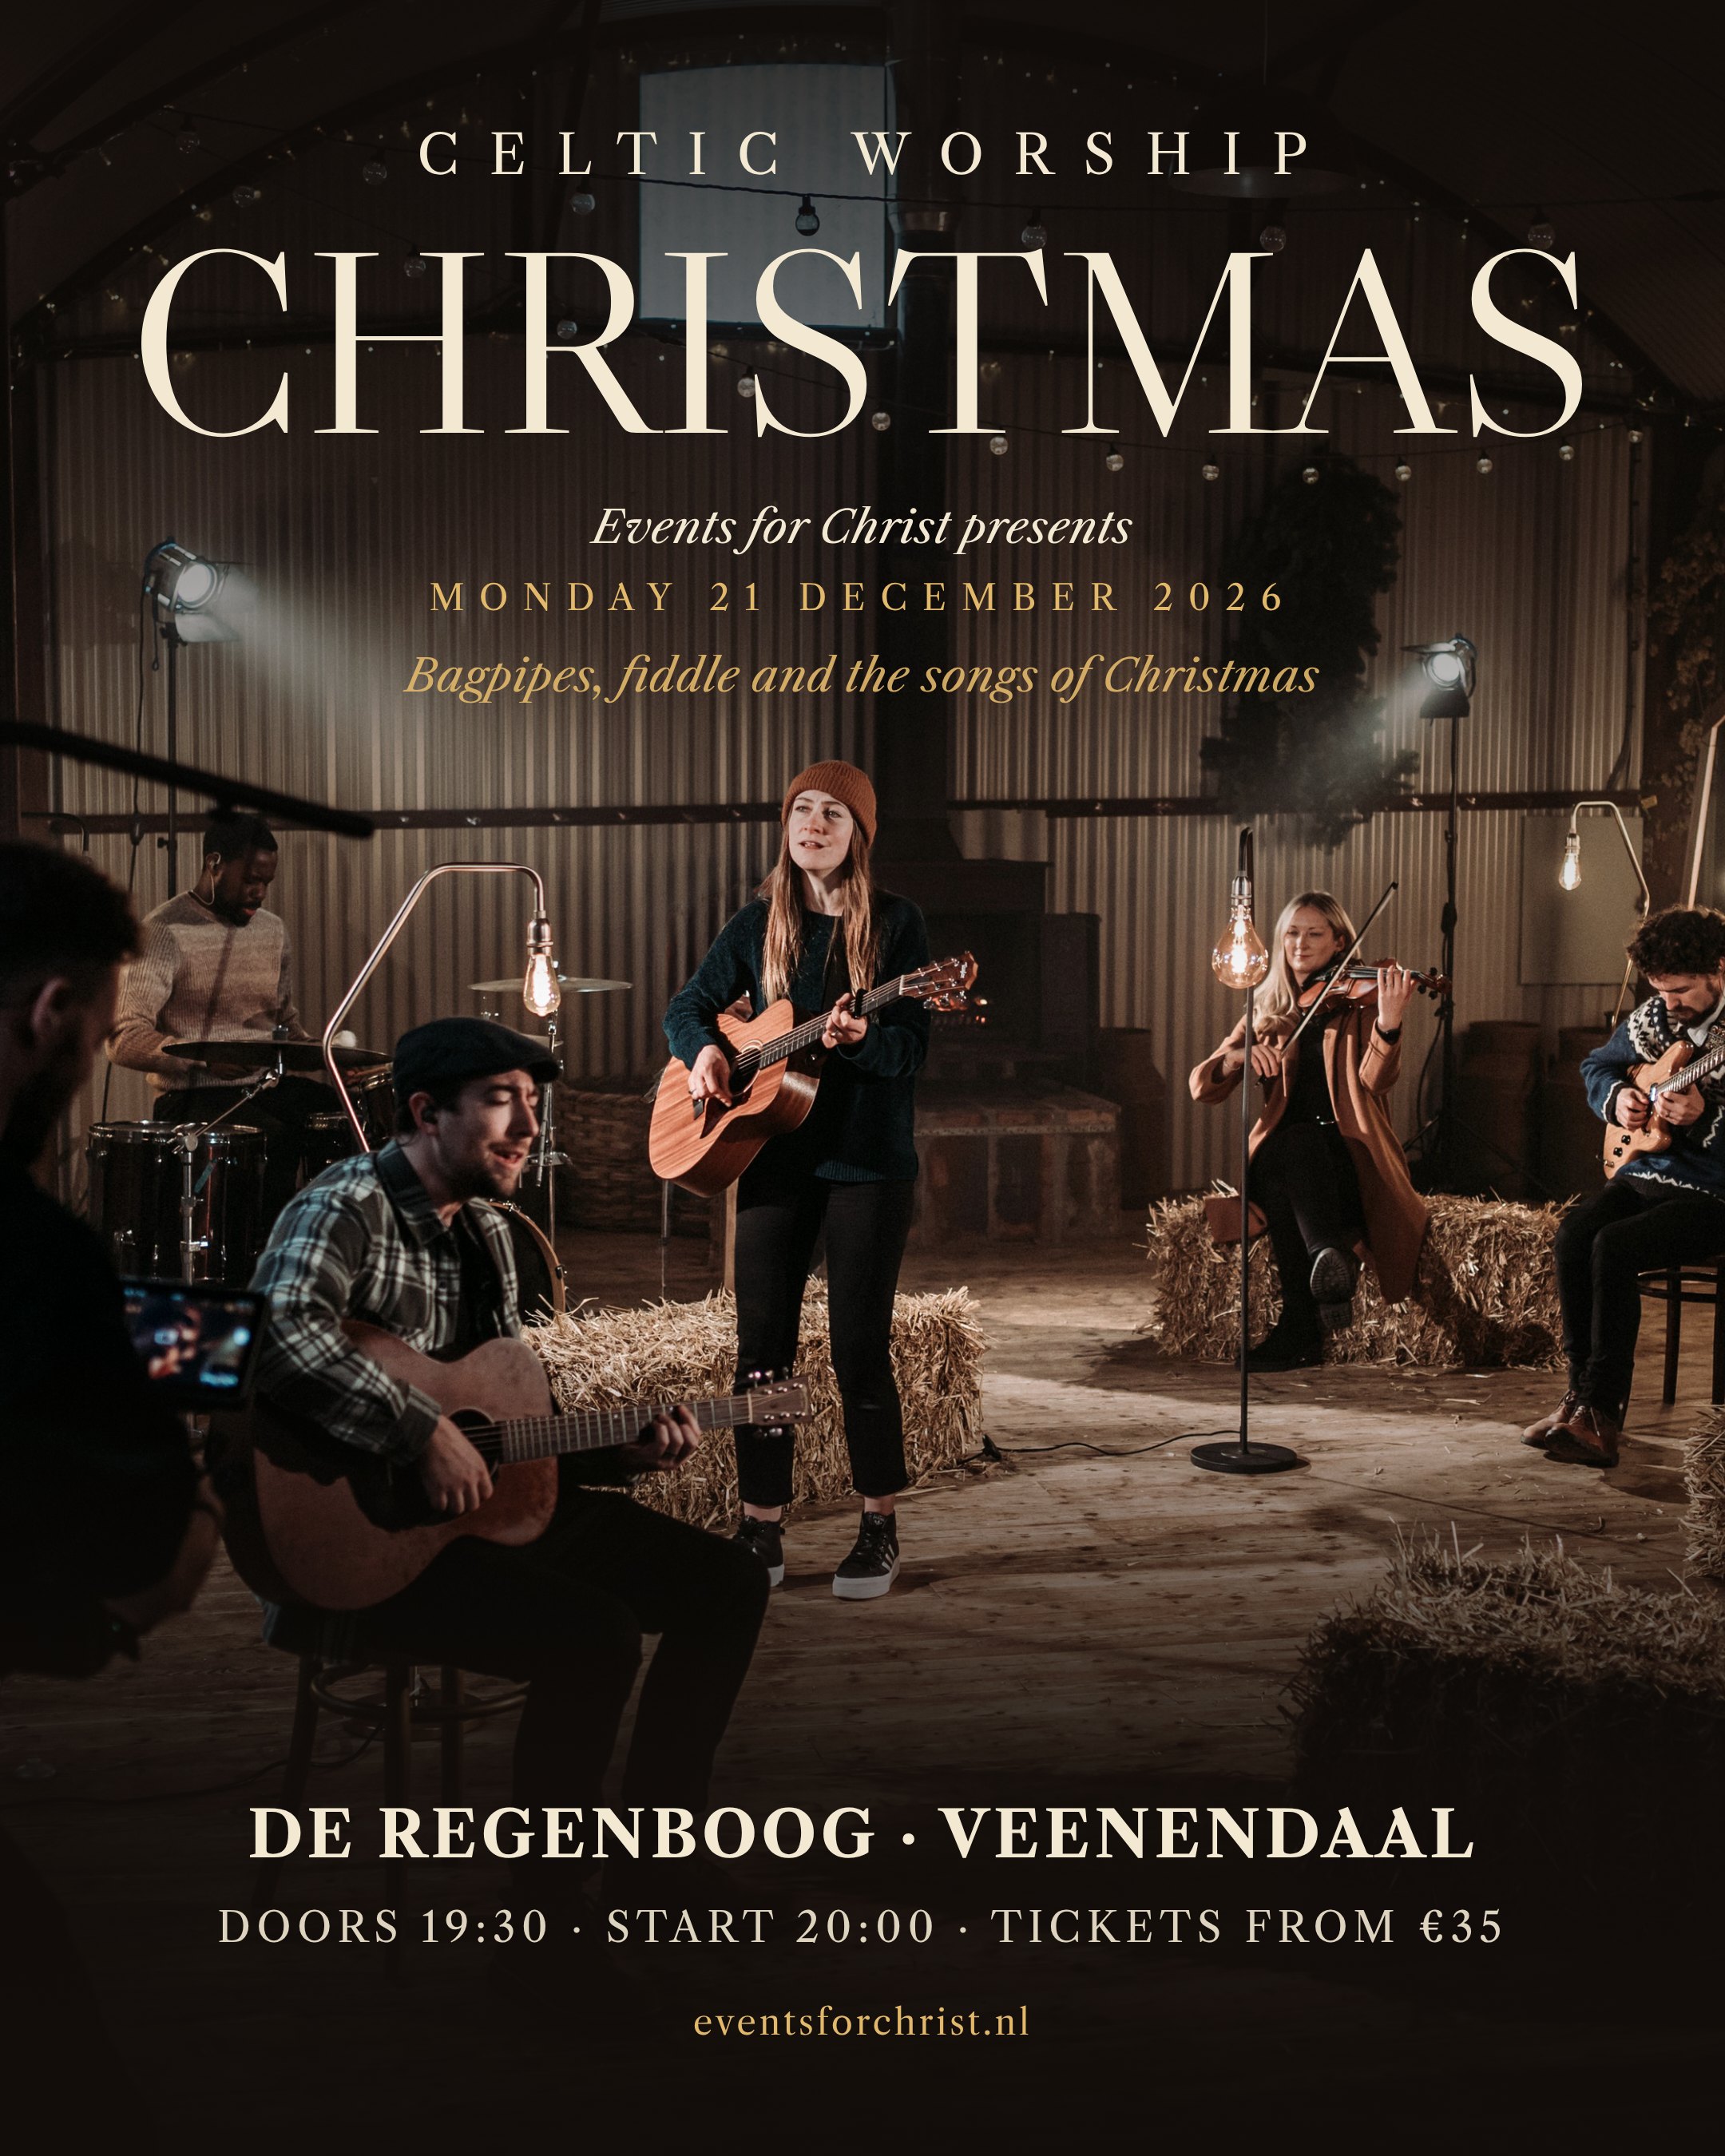 CELTIC WORSHIP
CHRISTMAS
Events for Christ presents
MONDAY 21 DECEMBER 2026
Bagpipes, fiddle and the songs of Christmas
DE REGENBOOG · VEENENDAAL
DOORS 19:30 · START 20:00 · TICKETS FROM €35
eventsforchrist.nl